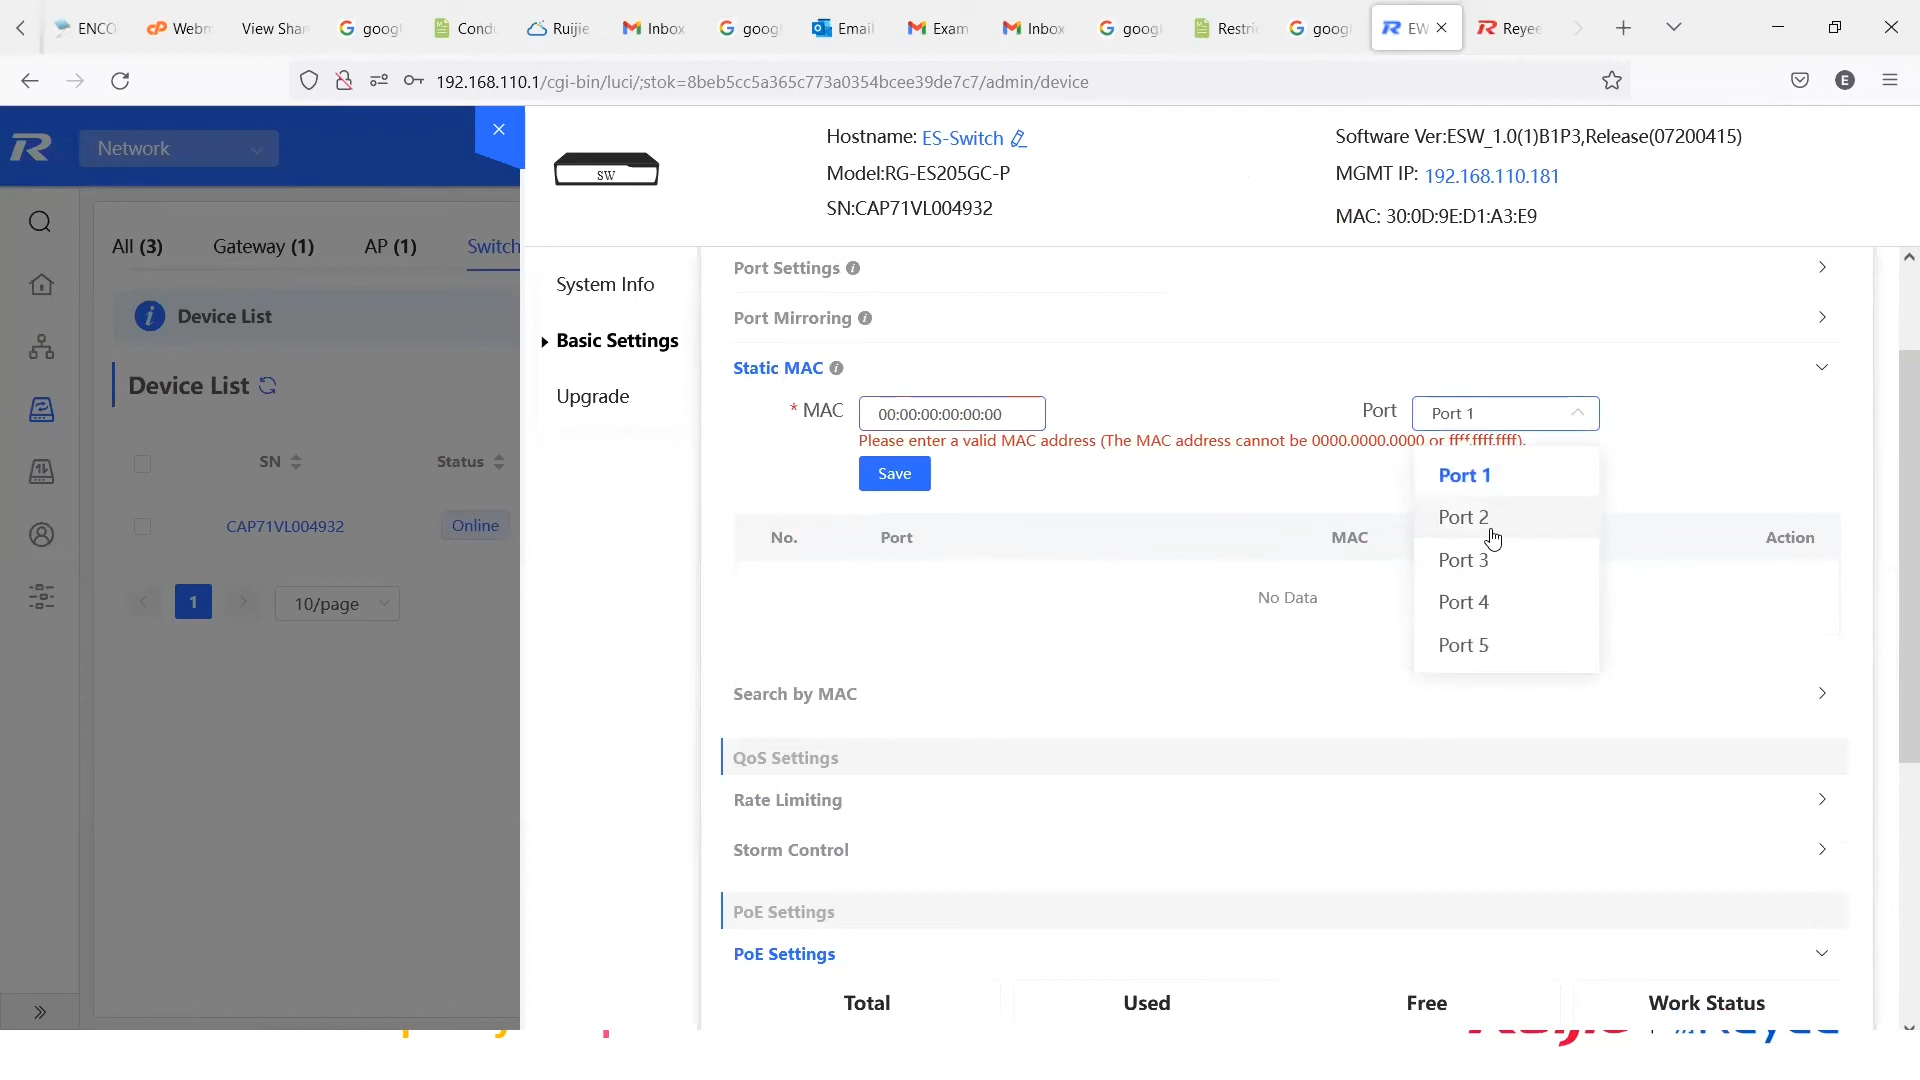 ENCO
Webm
View Shar
googl
Condu
Ruijie
Inbox
googl
Email
Exam
Inbox
googl
Restric
googl
EW
Reyee
192.168.110.1/cgi-bin/luci/;stok=8beb5cc5a365c773a0354bcee39de7c7/admin/device
E
Network
SW
Hostname: ES-Switch
Model:RG-ES205GC-P
SN:CAP71VL004932
Software Ver:ESW_1.0(1)B1P3,Release(07200415)
MGMT IP: 192.168.110.181
MAC: 30:0D:9E:D1:A3:E9
All (3)
Gateway (1)
AP (1)
Switch
Device List
Device List
SN
Status
CAP71VL004932
Online
1
10/page
System Info
Basic Settings
Upgrade
Port Settings
Port Mirroring
Static MAC
* MAC
00:00:00:00:00:00
Port
Port 1
Please enter a valid MAC address (The MAC address cannot be 0000.0000.0000 or ffff.ffff.ffff).
Save
Port 1
Port 2
Port 3
Port 4
Port 5
No.
Port
MAC
Action
No Data
Search by MAC
QoS Settings
Rate Limiting
Storm Control
PoE Settings
PoE Settings
Total
Used
Free
Work Status